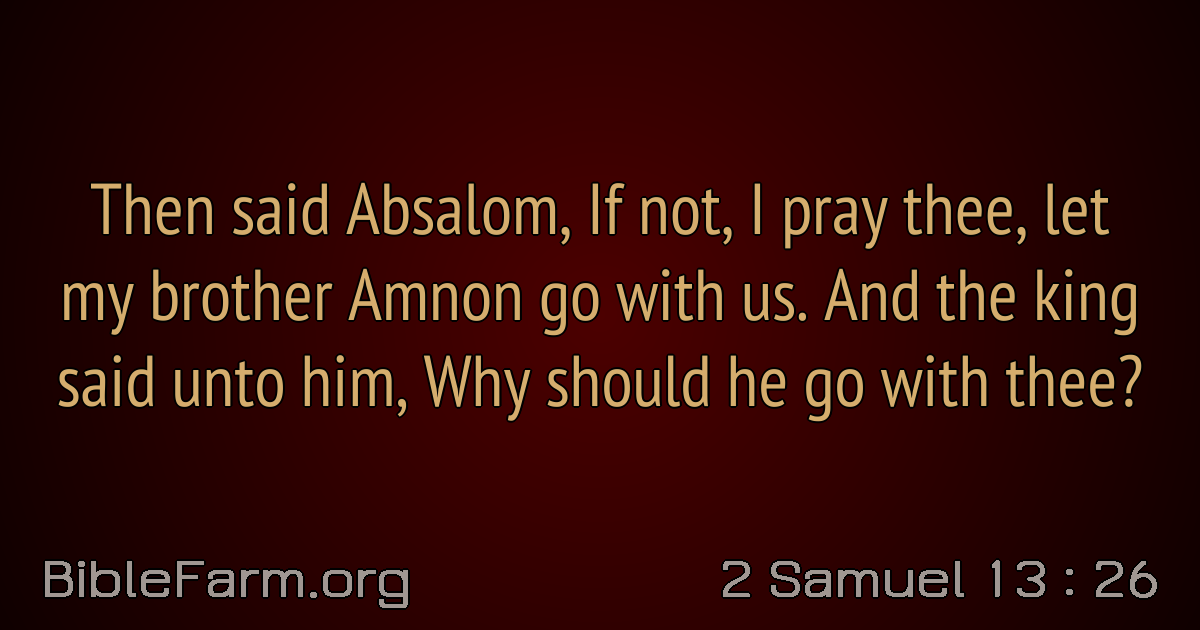 Then said Absalom, If not, I pray thee, let
my brother Amnon go with us. And the king
said unto him, Why should he go with thee?
BibleFarm.org
2 Samuel 13 : 26